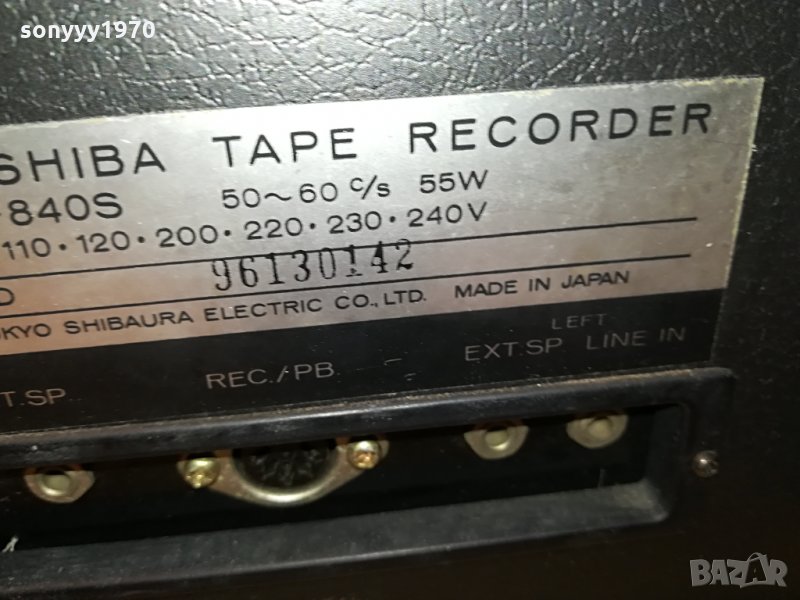 sonyyy1970
SHIBA TAPE RECORDER
-840S 50~60 c/s 55W
110·120·200·220·230·240V
O 96130142
KYO SHIBAURA ELECTRIC CO., LTD. MADE IN JAPAN
LEFT
T.SP REC./PB EXT.SP LINE IN
BAZAR